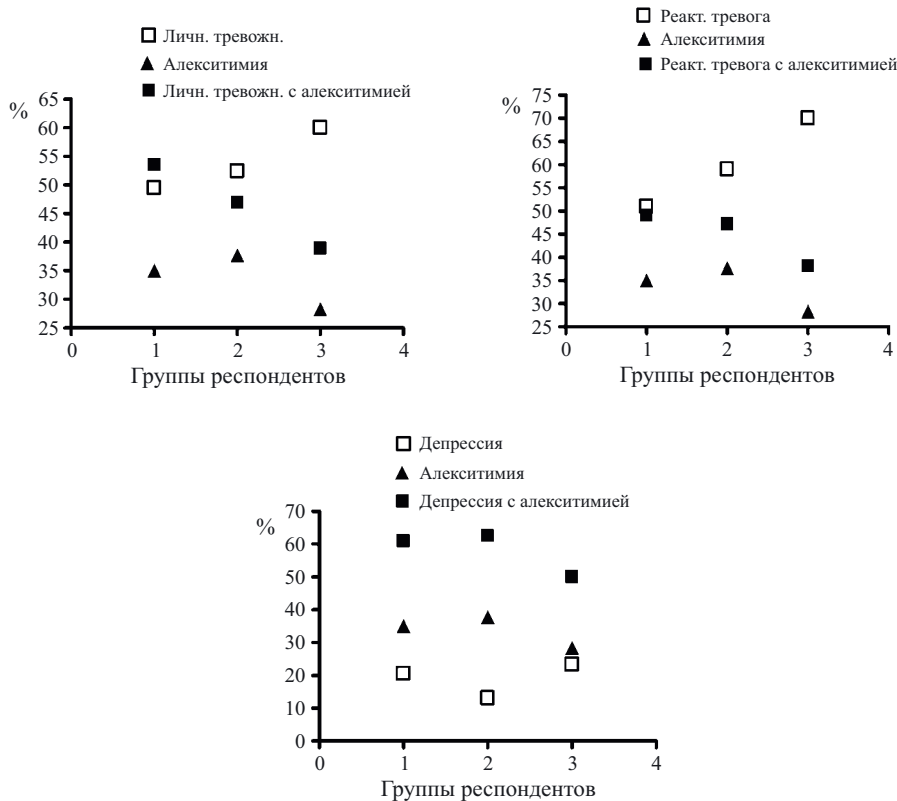 □ Личн. тревожн.
▲ Алекситимия
■ Личн. тревожн. с алекситимией
%
65
60
55
50
45
40
35
30
25
0 1 2 3 4
Группы респондентов
□ Реакт. тревога
▲ Алекситимия
■ Реакт. тревога с алекситимией
%
75
70
65
60
55
50
45
40
35
30
25
0 1 2 3 4
Группы респондентов
□ Депрессия
▲ Алекситимия
■ Депрессия с алекситимией
%
70
60
50
40
30
20
10
0
0 1 2 3 4
Группы респондентов